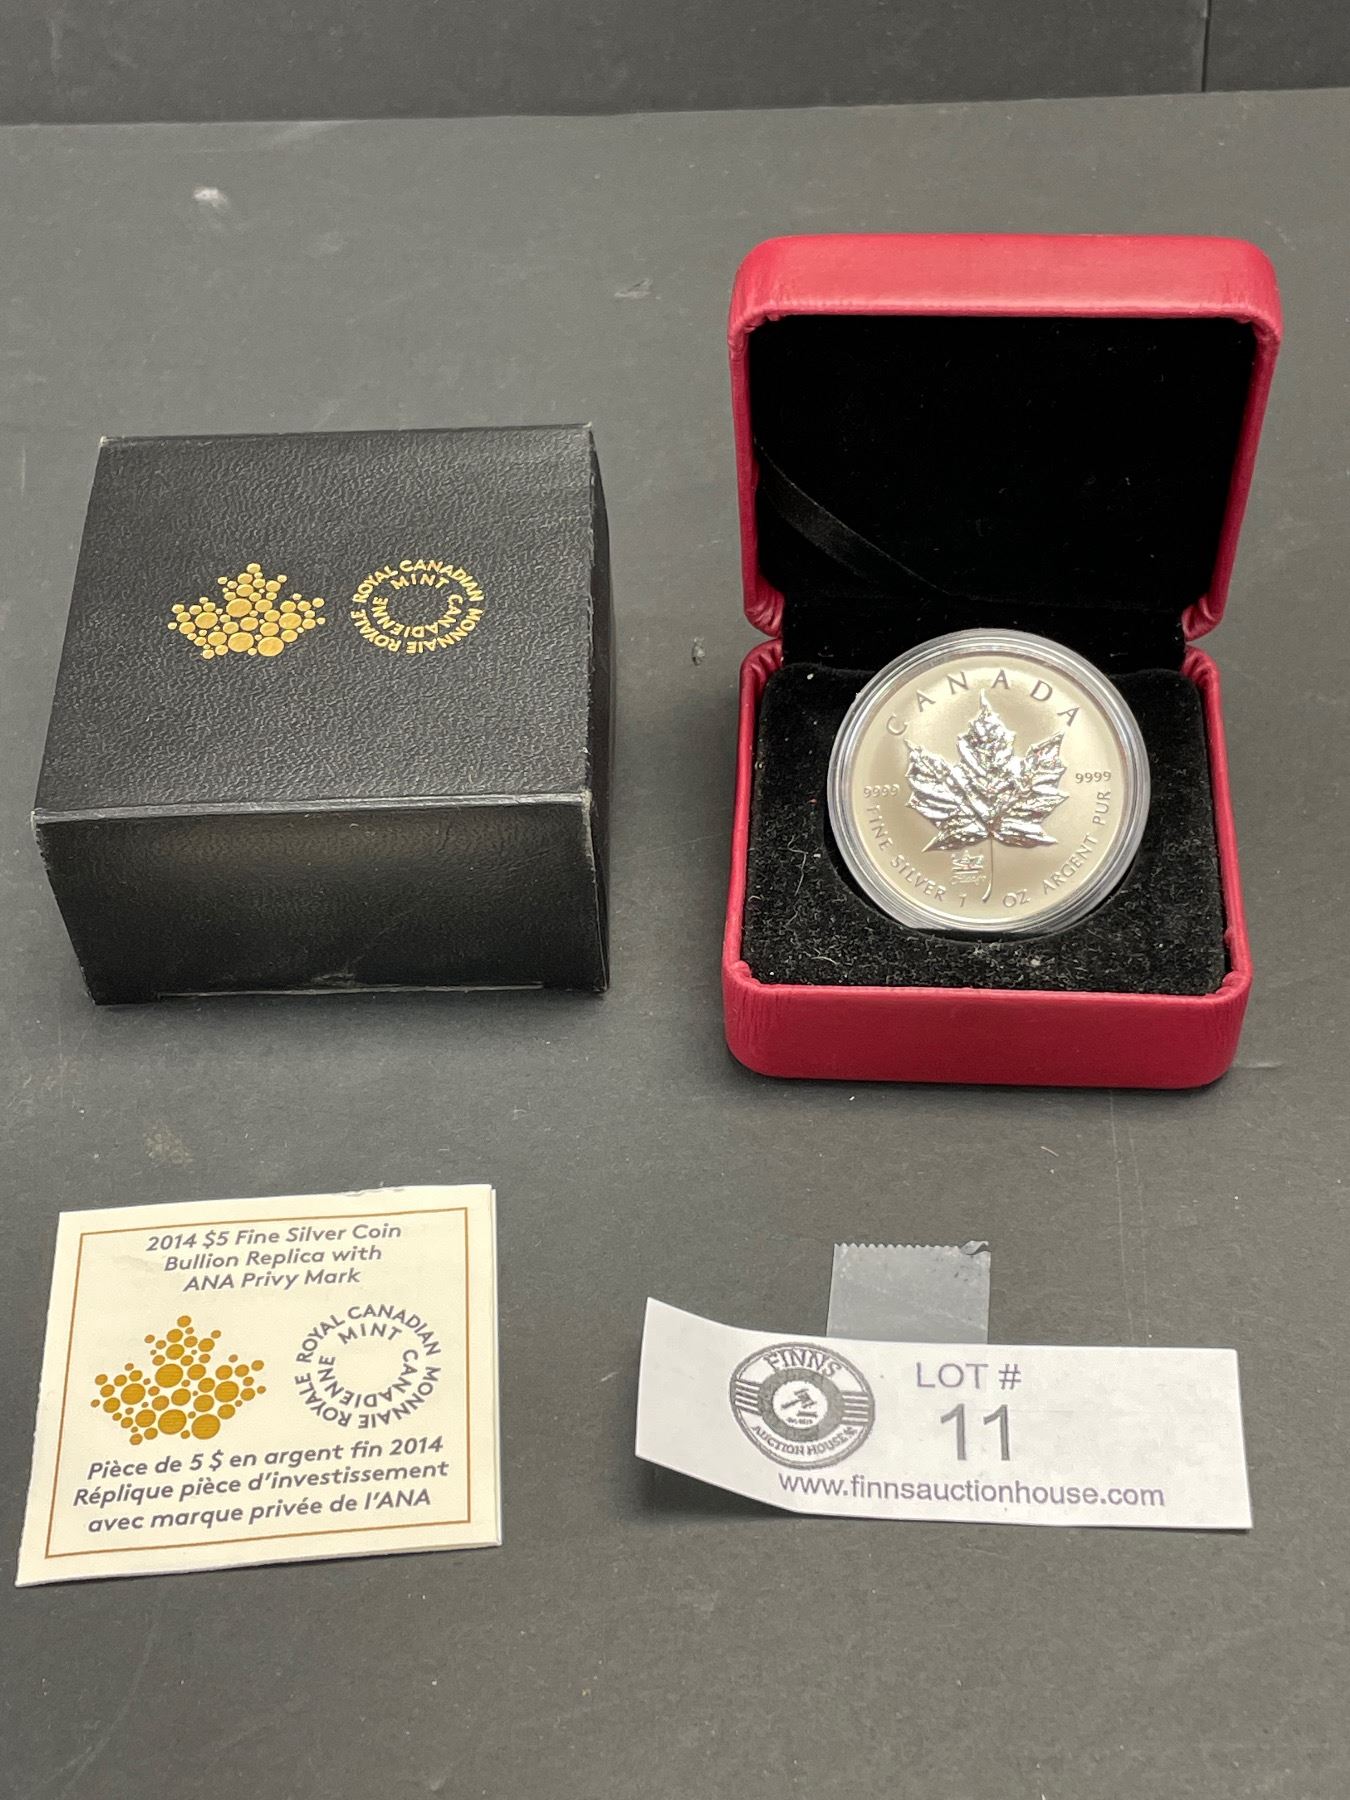 ROYAL CANADIAN MINT
MONNAIE ROYALE CANADIENNE
CANADA
9999
9999
FINE SILVER 1 OZ ARGENT PUR
Chicago
2014 $5 Fine Silver Coin
Bullion Replica with
ANA Privy Mark
ROYAL CANADIAN MINT
MONNAIE ROYALE CANADIENNE
Pièce de 5 $ en argent fin 2014
Réplique pièce d'investissement
avec marque privée de l'ANA
FINNS
AUCTION HOUSE
LOT #
11
www.finnsauctionhouse.com